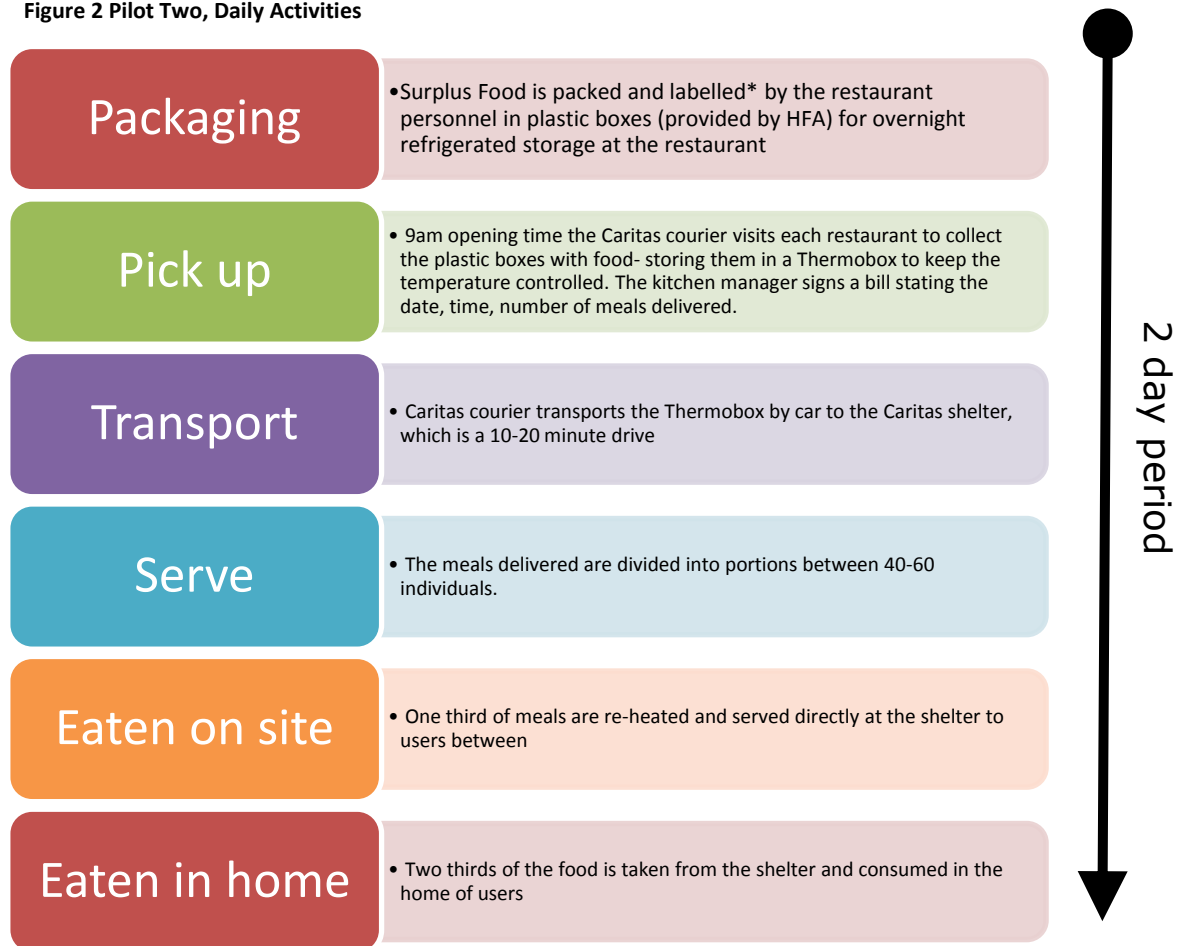 Figure 2 Pilot Two, Daily Activities
Packaging
•Surplus Food is packed and labelled* by the restaurant
personnel in plastic boxes (provided by HFA) for overnight
refrigerated storage at the restaurant
Pick up
• 9am opening time the Caritas courier visits each restaurant to collect
the plastic boxes with food- storing them in a Thermobox to keep the
temperature controlled. The kitchen manager signs a bill stating the
date, time, number of meals delivered.
Transport
• Caritas courier transports the Thermobox by car to the Caritas shelter,
which is a 10-20 minute drive
Serve
• The meals delivered are divided into portions between 40-60
individuals.
Eaten on site
• One third of meals are re-heated and served directly at the shelter to
users between
Eaten in home
• Two thirds of the food is taken from the shelter and consumed in the
home of users
2 day period